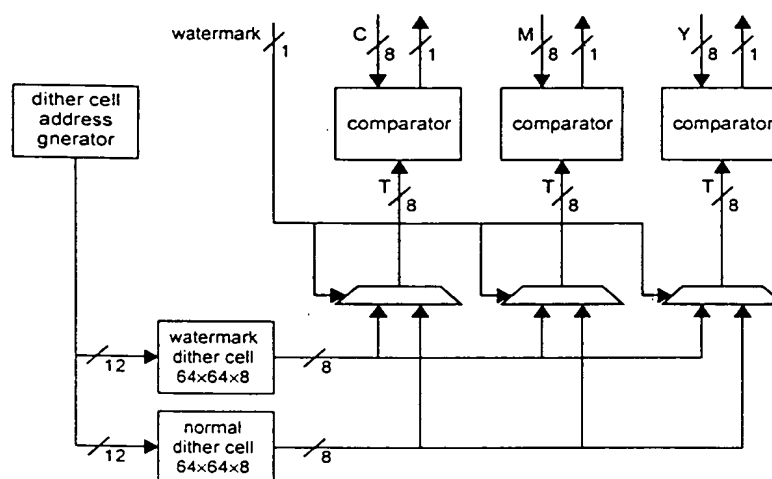 watermark 1 C 8 1 M 8 1 Y 8 1
dither cell
address
gnerator
comparator comparator comparator
T 8 T 8 T 8
12 watermark
dither cell
64×64×8 8
12 normal
dither cell
64×64×8 8